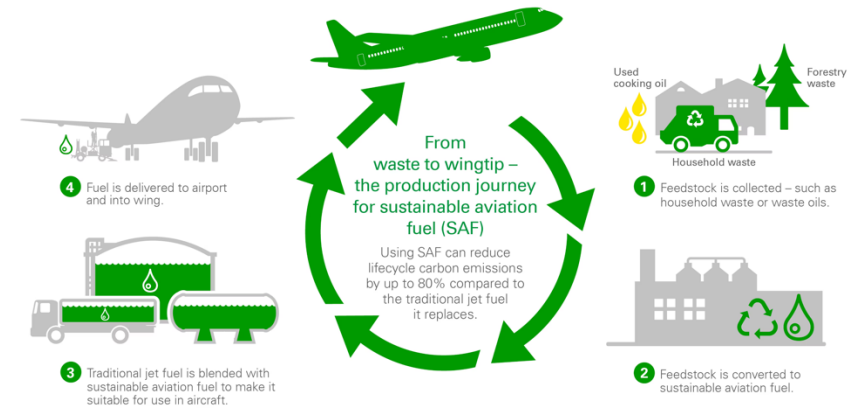 From
waste to wingtip –
the production journey
for sustainable aviation
fuel (SAF)
Using SAF can reduce
lifecycle carbon emissions
by up to 80% compared to
the traditional jet fuel
it replaces.
Used
cooking oil
Forestry
waste
Household waste
1 Feedstock is collected – such as
household waste or waste oils.
2 Feedstock is converted to
sustainable aviation fuel.
3 Traditional jet fuel is blended with
sustainable aviation fuel to make it
suitable for use in aircraft.
4 Fuel is delivered to airport
and into wing.